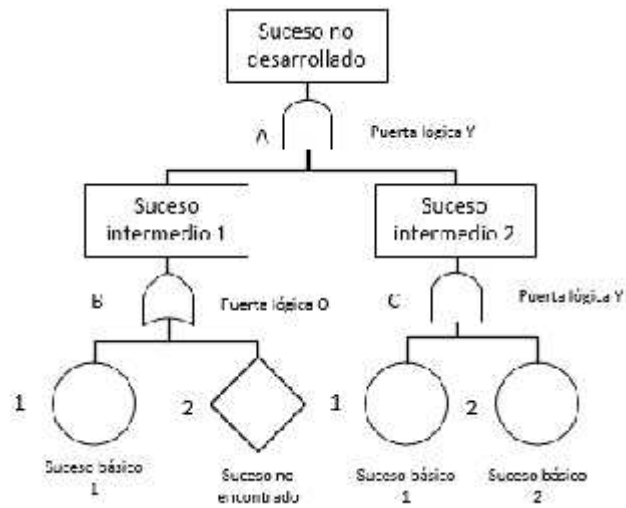 Suceso no
desarrollado
A
Puerta lógica Y
Suceso
intermedio 1
Suceso
intermedio 2
B
Puerta lógica O
C
Puerta lógica Y
1
2
1
2
Suceso básico
1
Suceso no
encontrado
Suceso básico
1
Suceso básico
2